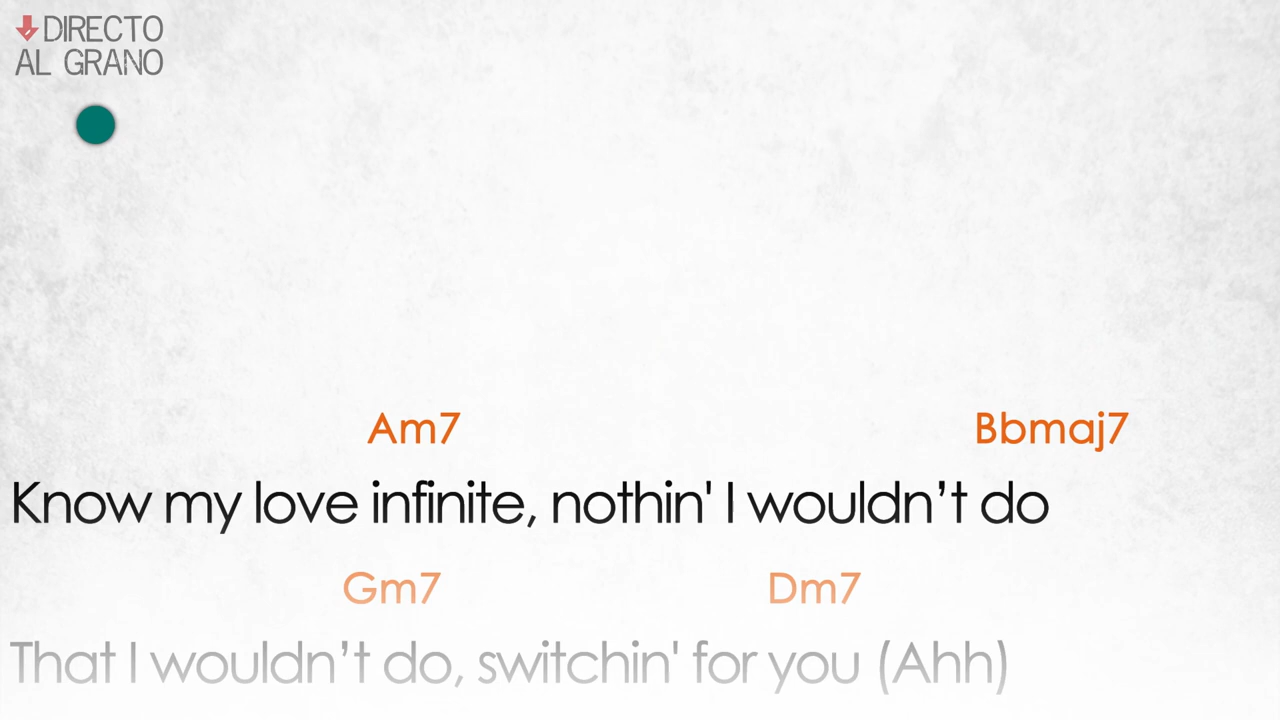 DIRECTO
AL GRANO
Am7 Bbmaj7
Know my love infinite, nothin' I wouldn’t do
Gm7 Dm7
That I wouldn’t do, switchin' for you (Ahh)